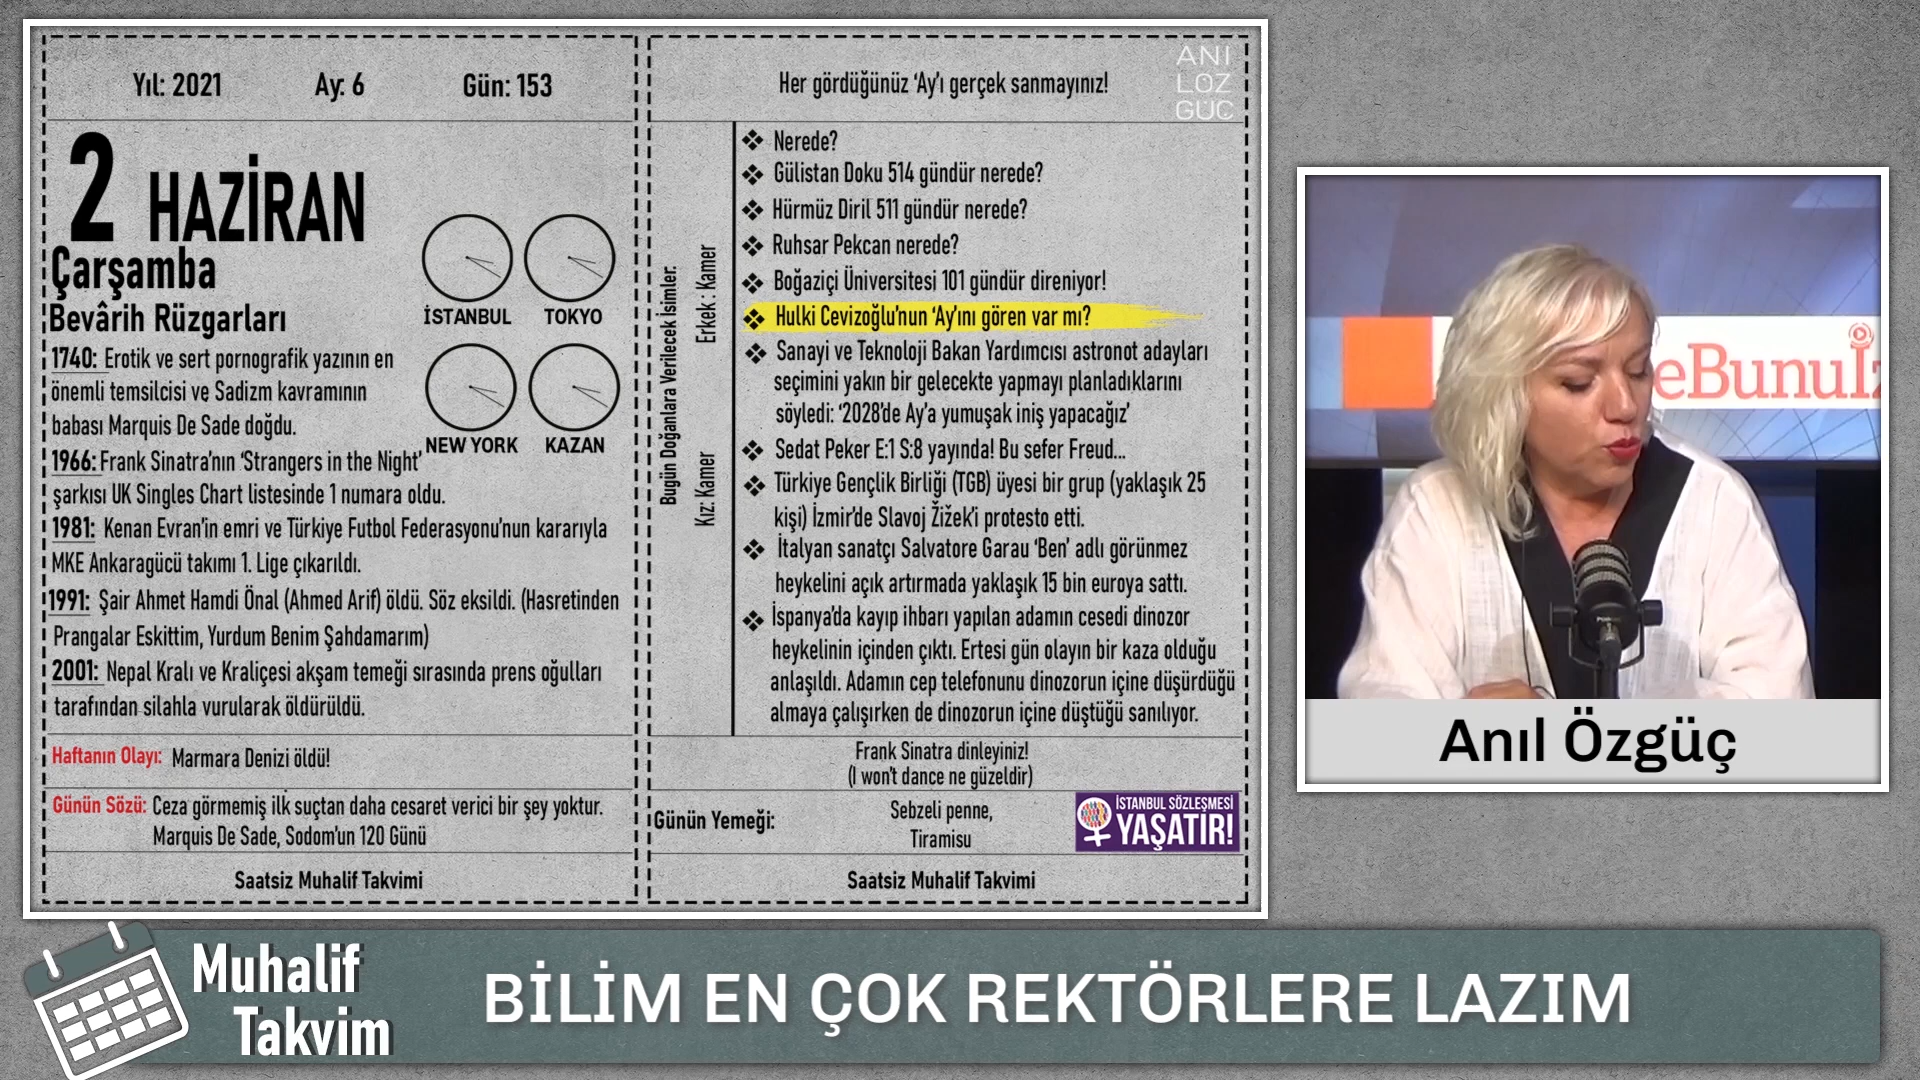 Yıl: 2021 Ay: 6 Gün: 153
2 HAZİRAN
Çarşamba
Bevârih Rüzgarları
İSTANBUL TOKYO
NEW YORK KAZAN
1740: Erotik ve sert pornografik yazının en
önemli temsilcisi ve Sadizm kavramının
babası Marquis De Sade doğdu.
1966: Frank Sinatra'nın 'Strangers in the Night'
şarkısı UK Singles Chart listesinde 1 numara oldu.
1981: Kenan Evran'in emri ve Türkiye Futbol Federasyonu'nun kararıyla
MKE Ankaragücü takımı 1. Lige çıkarıldı.
1991: Şair Ahmet Hamdi Önal (Ahmed Arif) öldü. Söz eksildi. (Hasretinden
Prangalar Eskittim, Yurdum Benim Şahdamarım)
2001: Nepal Kralı ve Kraliçesi akşam temeği sırasında prens oğulları
tarafından silahla vurularak öldürüldü.
Haftanın Olayı: Marmara Denizi öldü!
Günün Sözü: Ceza görmemiş ilk suçtan daha cesaret verici bir şey yoktur.
Marquis De Sade, Sodom'un 120 Günü
Saatsiz Muhalif Takvimi
Her gördüğünüz 'Ay'ı gerçek sanmayınız!
ANI
LÖZ
GÜÇ
Bugün Doğanlara Verilecek İsimler:
Erkek : Kamer
Kız: Kamer
❖ Nerede?
❖ Gülistan Doku 514 gündür nerede?
❖ Hürmüz Diril 511 gündür nerede?
❖ Ruhsar Pekcan nerede?
❖ Boğaziçi Üniversitesi 101 gündür direniyor!
❖ Hulki Cevizoğlu'nun 'Ay'ını gören var mı?
❖ Sanayi ve Teknoloji Bakan Yardımcısı astronot adayları
seçimini yakın bir gelecekte yapmayı planladıklarını
söyledi: '2028'de Ay'a yumuşak iniş yapacağız'
❖ Sedat Peker E:1 S:8 yayında! Bu sefer Freud...
❖ Türkiye Gençlik Birliği (TGB) üyesi bir grup (yaklaşık 25
kişi) İzmir'de Slavoj Žižek'i protesto etti.
❖ İtalyan sanatçı Salvatore Garau 'Ben' adlı görünmez
heykelini açık artırmada yaklaşık 15 bin euroya sattı.
❖ İspanya'da kayıp ihbarı yapılan adamın cesedi dinozor
heykelinin içinden çıktı. Ertesi gün olayın bir kaza olduğu
anlaşıldı. Adamın cep telefonunu dinozorun içine düşürdüğü
almaya çalışırken de dinozorun içine düştüğü sanılıyor.
Frank Sinatra dinleyiniz!
(I won't dance ne güzeldir)
Günün Yemeği: Sebzeli penne,
Tiramisu
İSTANBUL SÖZLEŞMESİ
YAŞATIR!
Saatsiz Muhalif Takvimi
eBunuİz
Anıl Özgüç
Muhalif
Takvim
BİLİM EN ÇOK REKTÖRLERE LAZIM